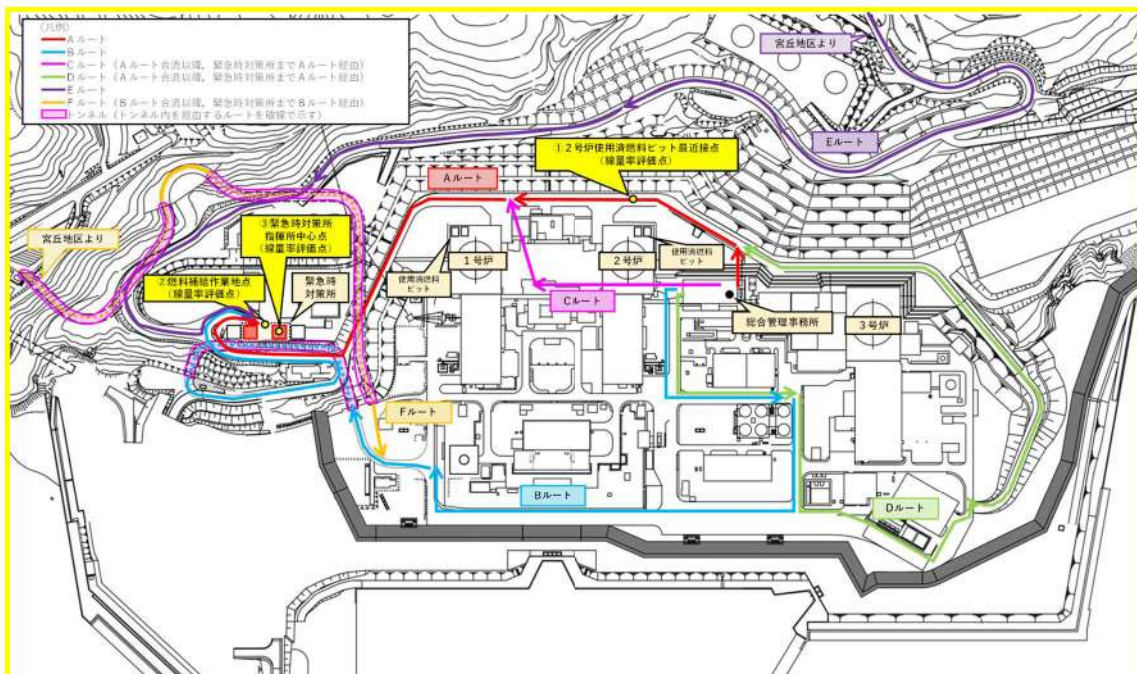 (凡例)
Aルート
Bルート
Cルート(Aルート合流以降,緊急時対策所までAルート経由)
Dルート(Aルート合流以降,緊急時対策所までAルート経由)
Eルート
Fルート(Bルート合流以降,緊急時対策所までBルート経由)
トンネル(トンネル内を経由するルートを破線で示す)
宮丘地区より
Eルート
①2号炉使用済燃料ピット最近接点
(線量率評価点)
Aルート
③緊急時対策所
指揮所中心点
(線量率評価点)
宮丘地区より
②燃料補給作業地点
(線量率評価点)
緊急時
対策所
使用済燃料
ピット
1号炉
2号炉
使用済燃料
ピット
Cルート
総合管理事務所
3号炉
Fルート
Bルート
Dルート